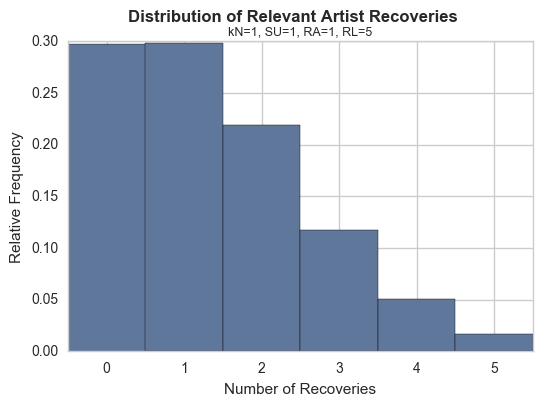 Distribution of Relevant Artist Recoveries
kN=1, SU=1, RA=1, RL=5
0.30
0.25
0.20
0.15
0.10
0.05
0.00
Relative Frequency
0 1 2 3 4 5
Number of Recoveries